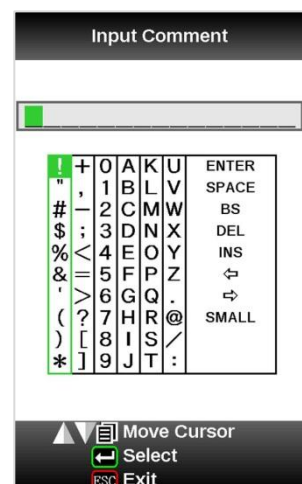 Input Comment
! + 0 A K U ENTER
" , 1 B L V SPACE
# − 2 C M W BS
$ ; 3 D N X DEL
% < 4 E O Y INS
& = 5 F P Z ⇦
' > 6 G Q . ⇨
( ? 7 H R @ SMALL
) [ 8 I S /
* ] 9 J T :
Move Cursor
Select
ESC Exit